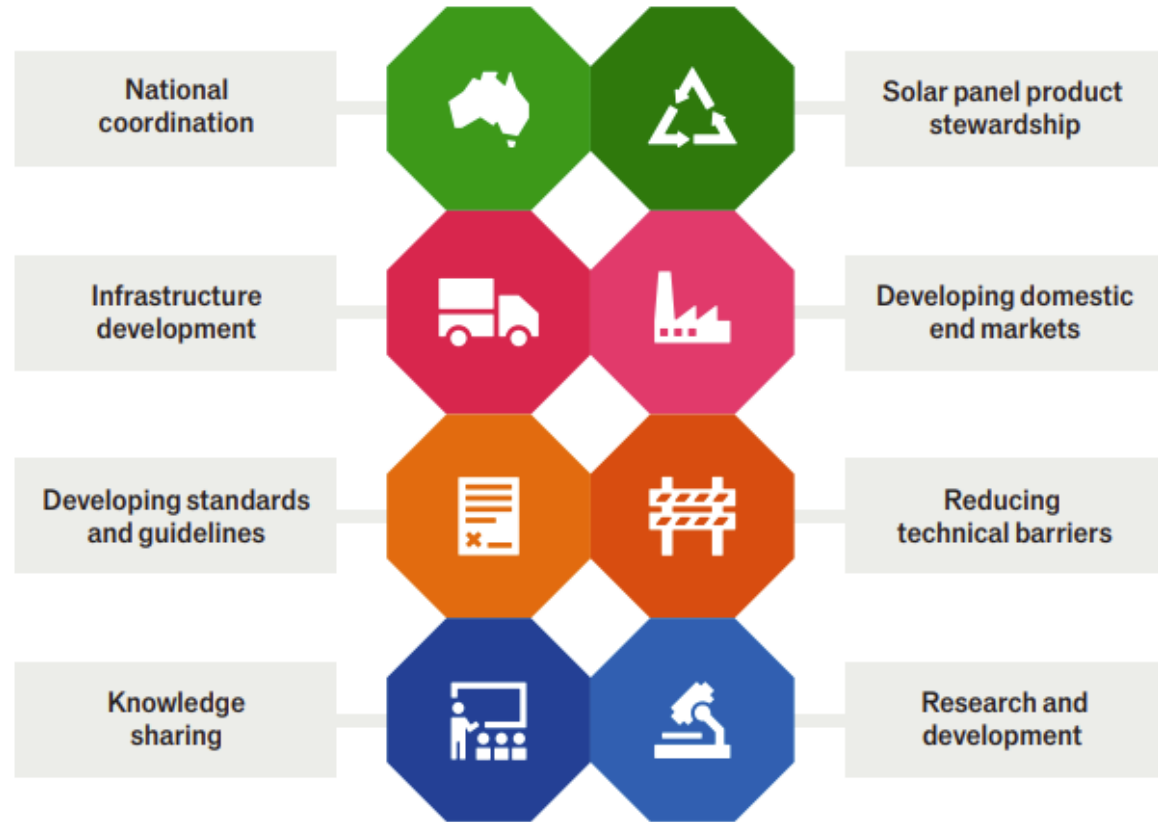 National
coordination
Solar panel product
stewardship
Infrastructure
development
Developing domestic
end markets
Developing standards
and guidelines
Reducing
technical barriers
Knowledge
sharing
Research and
development